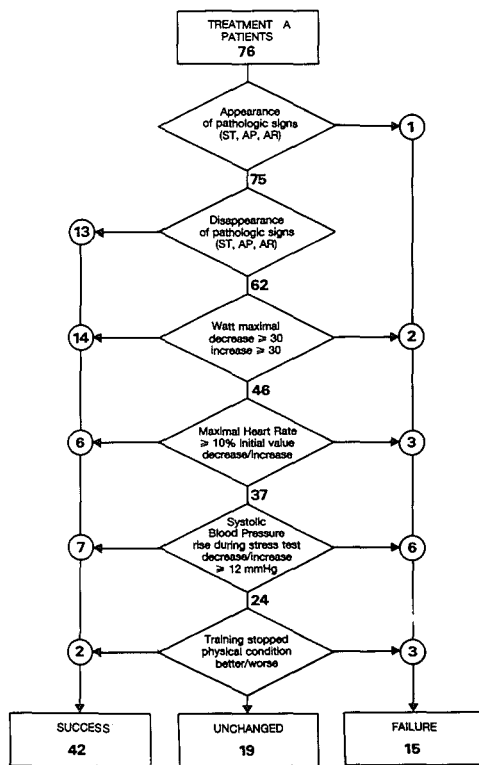 TREATMENT A
PATIENTS
76
Appearance
of pathologic signs
(ST, AP, AR)
1
75
13
Disappearance
of pathologic signs
(ST, AP, AR)
62
14
Watt maximal
decrease ⩾ 30
increase ⩾ 30
2
46
6
Maximal Heart Rate
⩾ 10% Initial value
decrease/increase
3
37
7
Systolic
Blood Pressure
rise during stress test
decrease/increase
⩾ 12 mmHg
6
24
2
Training stopped
physical condition
better/worse
3
SUCCESS
42
UNCHANGED
19
FAILURE
15